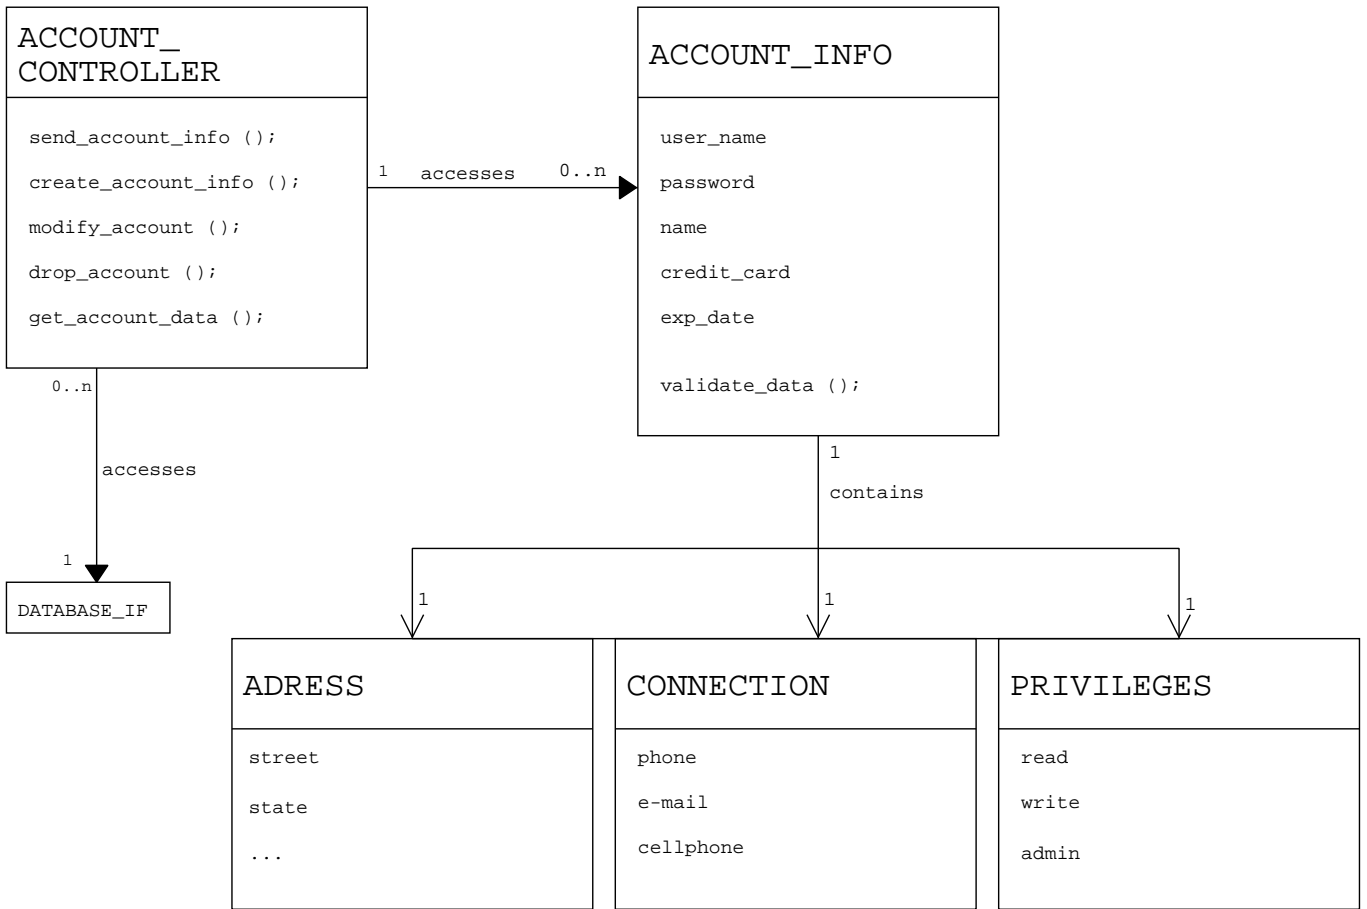 ACCOUNT_
CONTROLLER
send_account_info ();
create_account_info ();
modify_account ();
drop_account ();
get_account_data ();
1 accesses 0..n
ACCOUNT_INFO
user_name
password
name
credit_card
exp_date
validate_data ();
0..n
accesses
1
DATABASE_IF
1
contains
1
1
1
ADRESS
street
state
...
CONNECTION
phone
e-mail
cellphone
PRIVILEGES
read
write
admin